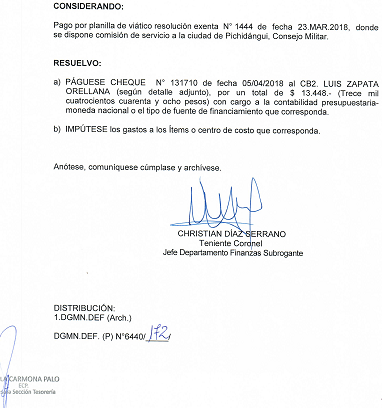 CONSIDERANDO:
Pago por planilla de viático resolución exenta N° 1444 de fecha 23.MAR.2018, donde
se dispone comisión de servicio a la ciudad de Pichidángui, Consejo Militar.
RESUELVO:
a) PÁGUESE CHEQUE N° 131710 de fecha 05/04/2018 al CB2. LUIS ZAPATA
ORELLANA (según detalle adjunto), por un total de $ 13.448.- (Trece mil
cuatrocientos cuarenta y ocho pesos) con cargo a la contabilidad presupuestaria-
moneda nacional o el tipo de fuente de financiamiento que corresponda.
b) IMPÚTESE los gastos a los Ítems o centro de costo que corresponda.
Anótese, comuníquese cúmplase y archívese.
CHRISTIAN DÍAZ SERRANO
Teniente Coronel
Jefe Departamento Finanzas Subrogante
DISTRIBUCIÓN:
1.DGMN.DEF (Arch.)
DGMN.DEF. (P) N°6440/172
CARMONA PALO
ECP.
Sección Tesorería